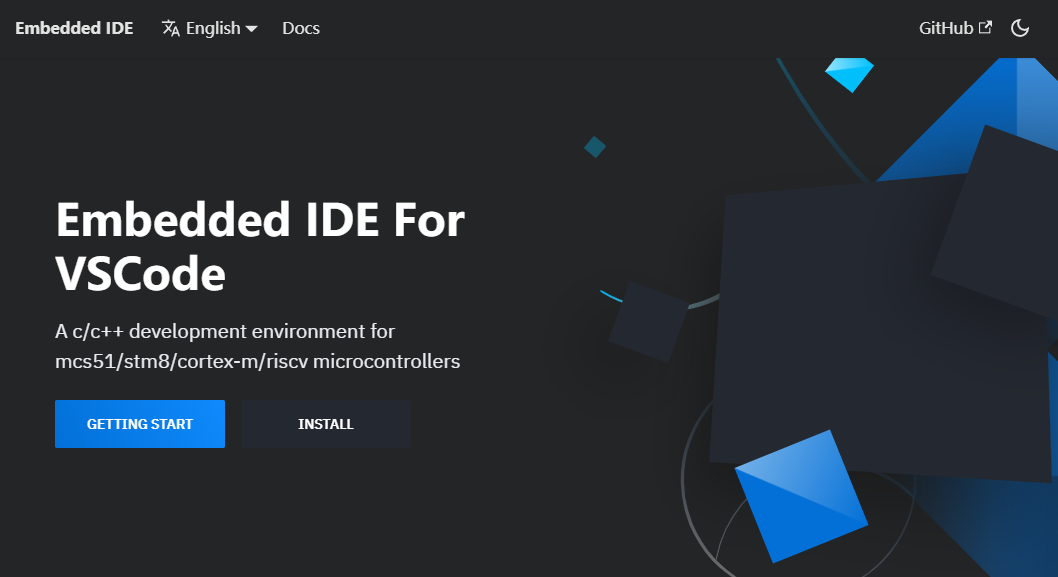 Embedded IDE
English
Docs
GitHub
Embedded IDE For
VSCode
A c/c++ development environment for
mcs51/stm8/cortex-m/riscv microcontrollers
GETTING START
INSTALL